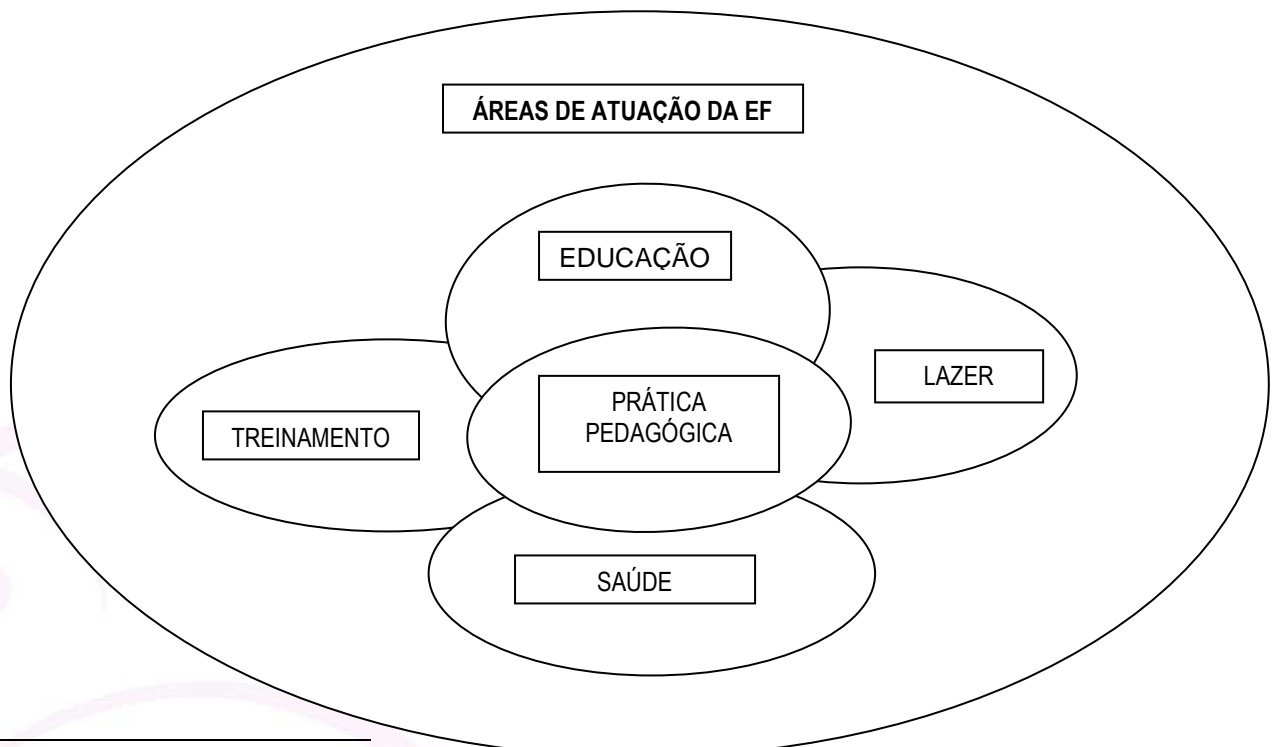 ÁREAS DE ATUAÇÃO DA EF
EDUCAÇÃO
LAZER
PRÁTICA
PEDAGÓGICA
TREINAMENTO
SAÚDE